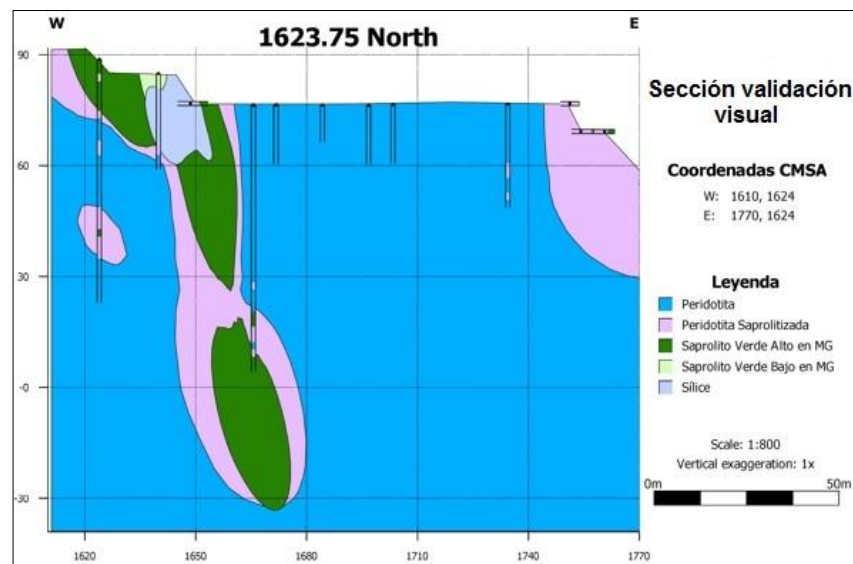 W
E
1623.75 North
90
60
30
-0
-30
1620
1650
1680
1710
1740
1770
Sección validación
visual
Coordenadas CMSA
W: 1610, 1624
E: 1770, 1624
Leyenda
Peridotita
Peridotita Saprolitizada
Saprolito Verde Alto en MG
Saprolito Verde Bajo en MG
Sílice
Scale: 1:800
Vertical exaggeration: 1x
0m
50m